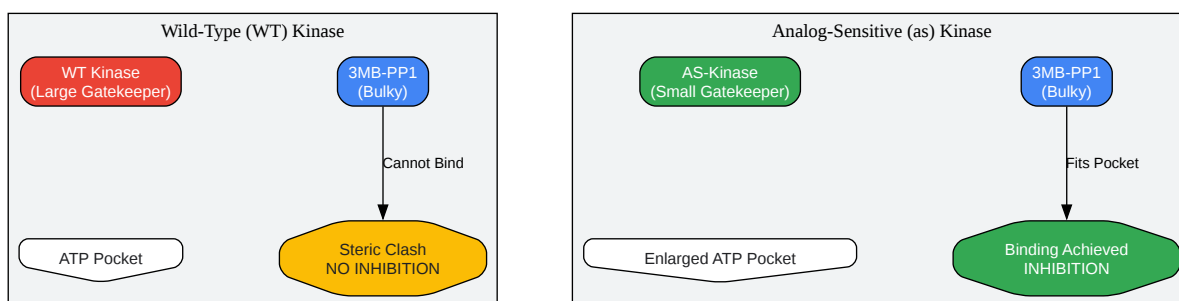 Wild-Type (WT) Kinase
WT Kinase
(Large Gatekeeper)
3MB-PP1
(Bulky)
Cannot Bind
ATP Pocket
Steric Clash
NO INHIBITION
Analog-Sensitive (as) Kinase
AS-Kinase
(Small Gatekeeper)
3MB-PP1
(Bulky)
Fits Pocket
Enlarged ATP Pocket
Binding Achieved
INHIBITION